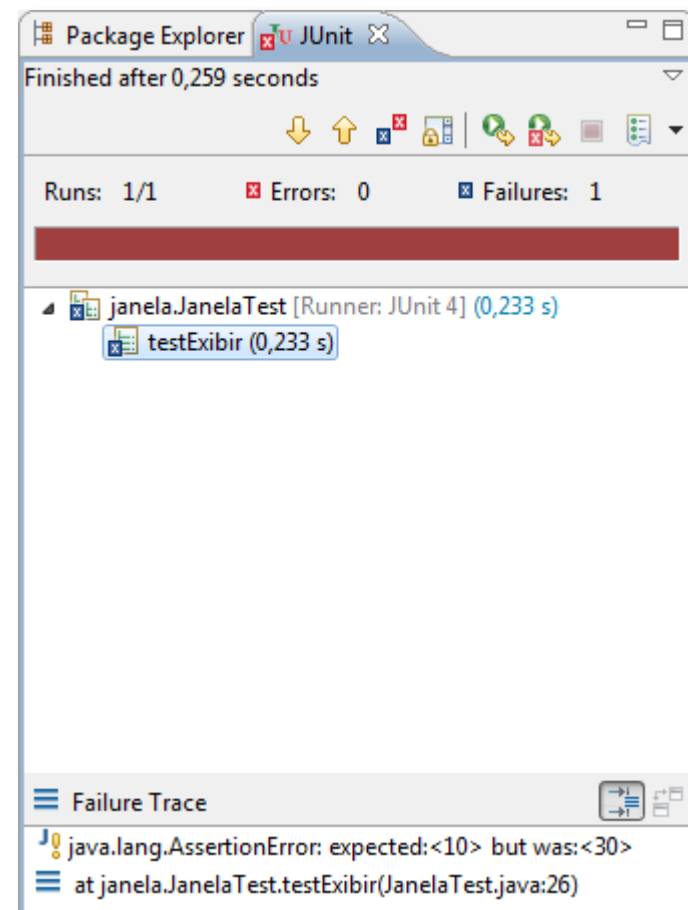 Package Explorer JUnit
Finished after 0,259 seconds
Runs: 1/1 Errors: 0 Failures: 1
janela.JanelaTest [Runner: JUnit 4] (0,233 s)
testExibir (0,233 s)
Failure Trace
java.lang.AssertionError: expected:<10> but was:<30>
at janela.JanelaTest.testExibir(JanelaTest.java:26)